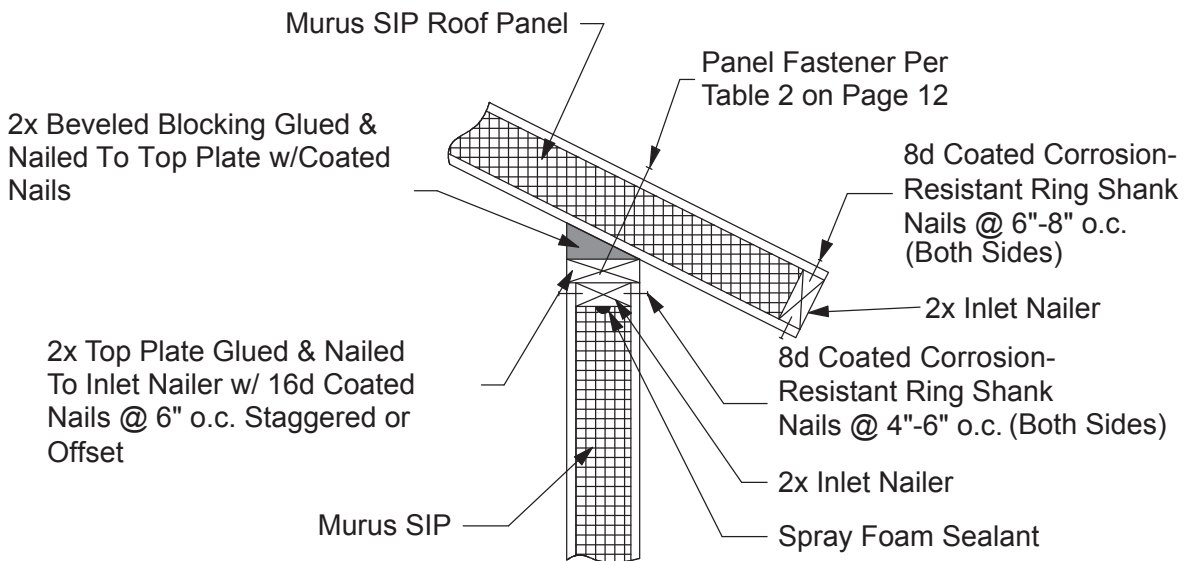 Murus SIP Roof Panel
Panel Fastener Per
Table 2 on Page 12
2x Beveled Blocking Glued &
Nailed To Top Plate w/Coated
Nails
8d Coated Corrosion-
Resistant Ring Shank
Nails @ 6"-8" o.c.
(Both Sides)
2x Inlet Nailer
2x Top Plate Glued & Nailed
To Inlet Nailer w/ 16d Coated
Nails @ 6" o.c. Staggered or
Offset
8d Coated Corrosion-
Resistant Ring Shank
Nails @ 4"-6" o.c. (Both Sides)
2x Inlet Nailer
Murus SIP
Spray Foam Sealant